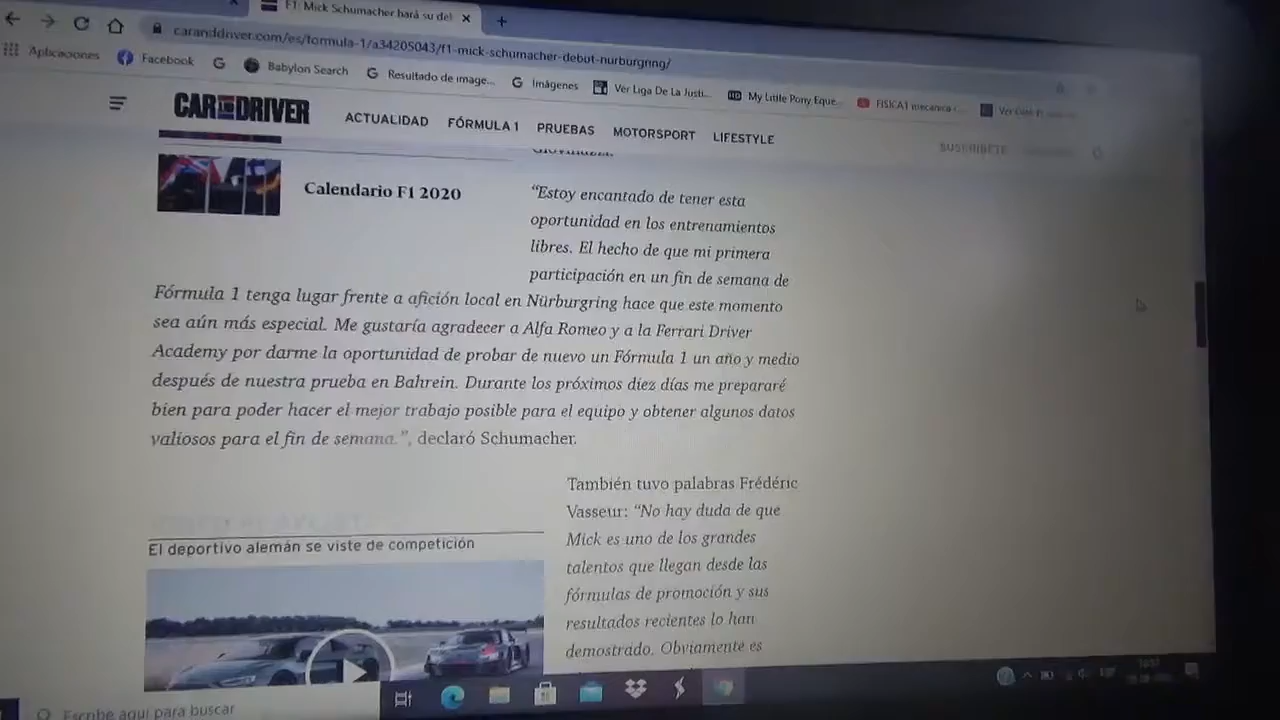 F1: Mick Schumacher hará su del
caranddriver.com/es/formula-1/a34205043/f1-mick-schumacher-debut-nurburgring/
Aplicaciones
Facebook
Babylon Search
Resultado de image...
Imágenes
Ver Liga De La Justi...
My Little Pony Eque...
FISICA1 mecanica
CAR AND DRIVER
ACTUALIDAD
FÓRMULA 1
PRUEBAS
MOTORSPORT
LIFESTYLE
SUSCRÍBETE
Calendario F1 2020
“Estoy encantado de tener esta
oportunidad en los entrenamientos
libres. El hecho de que mi primera
participación en un fin de semana de
Fórmula 1 tenga lugar frente a afición local en Nürburgring hace que este momento
sea aún más especial. Me gustaría agradecer a Alfa Romeo y a la Ferrari Driver
Academy por darme la oportunidad de probar de nuevo un Fórmula 1 un año y medio
después de nuestra prueba en Bahrein. Durante los próximos diez días me prepararé
bien para poder hacer el mejor trabajo posible para el equipo y obtener algunos datos
valiosos para el fin de semana.”, declaró Schumacher.
También tuvo palabras Frédéric
Vasseur: “No hay duda de que
Mick es uno de los grandes
talentos que llegan desde las
fórmulas de promoción y sus
resultados recientes lo han
demostrado. Obviamente es
El deportivo alemán se viste de competición
Escribe aquí para buscar